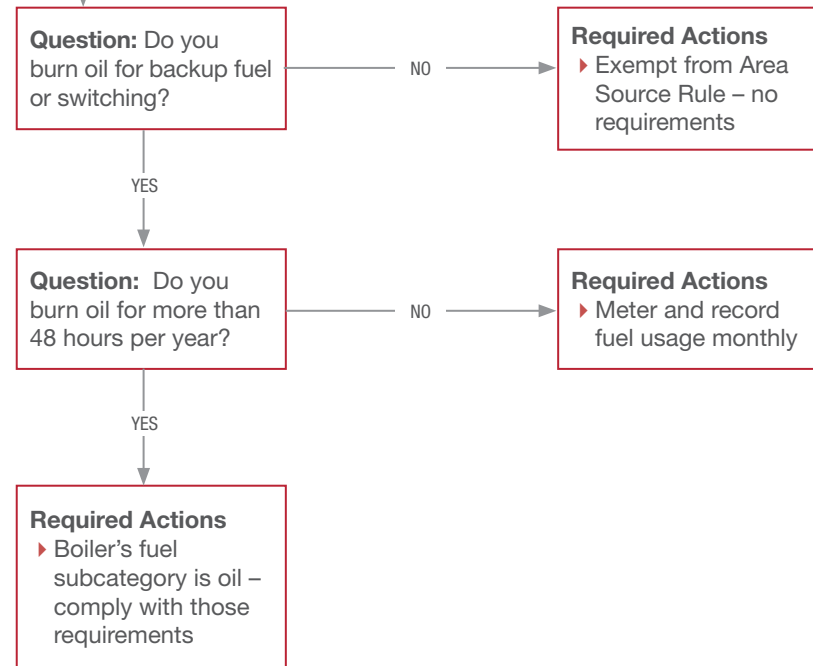 Question: Do you
burn oil for backup fuel
or switching?
NO
Required Actions
Exempt from Area
Source Rule – no
requirements
YES
Question: Do you
burn oil for more than
48 hours per year?
NO
Required Actions
Meter and record
fuel usage monthly
YES
Required Actions
Boiler's fuel
subcategory is oil –
comply with those
requirements